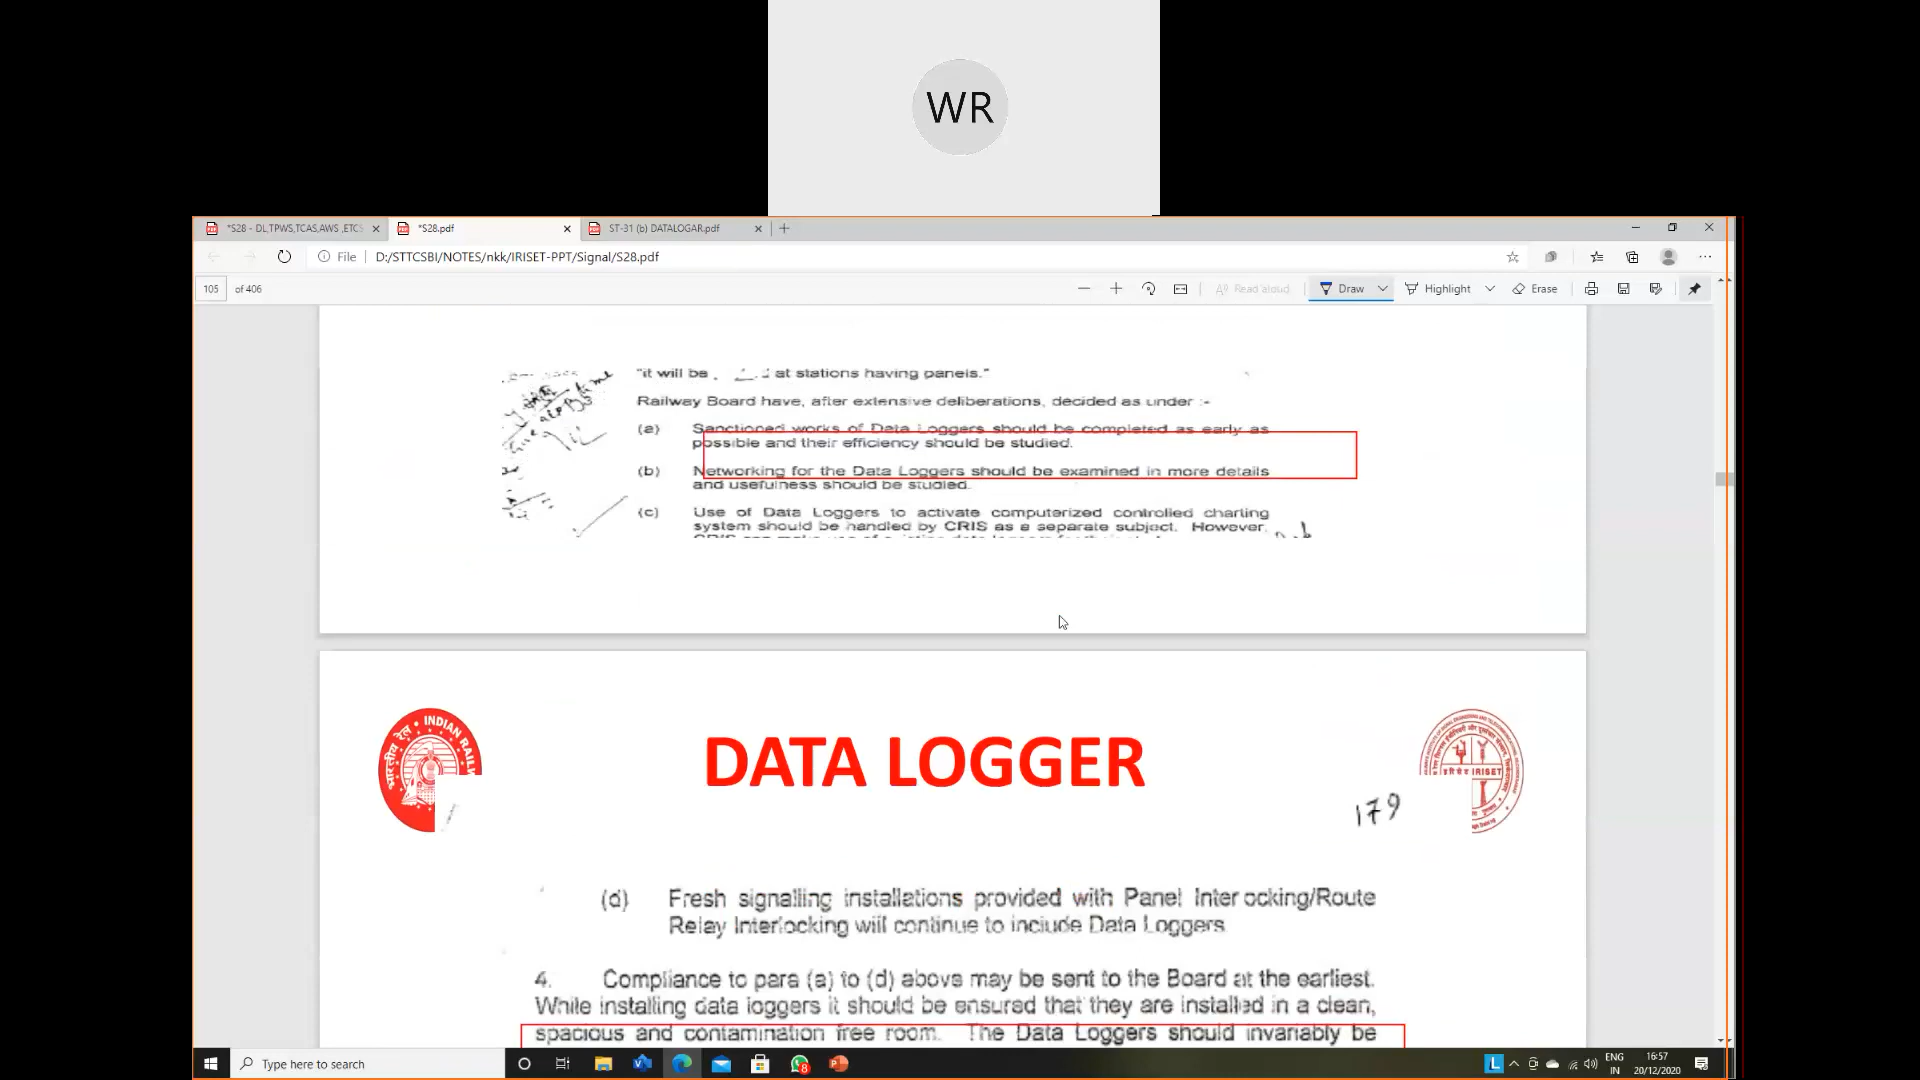 WR
*S28 - DL,TPWS,TCAS,AWS ,ETCS
*S28.pdf
ST-31 (b) DATALOGAR.pdf
File D:/STTCSBI/NOTES/nkk/IRISET-PPT/Signal/S28.pdf
105 of 406 Read aloud Draw Highlight Erase
"it will be at stations having panels."
Railway Board have, after extensive deliberations, decided as under :-
(a) Sanctioned works of Data Loggers should be completed as early as
possible and their efficiency should be studied.
(b) Networking for the Data Loggers should be examined in more details
and usefulness should be studied.
(c) Use of Data Loggers to activate computerized controlled charting
system should be handled by CRIS as a separate subject. However,
DATA LOGGER
भारतीय रेल • INDIAN RAIL
इ रि सें ट IRISET
179
(d) Fresh signalling installations provided with Panel Inter ocking/Route
Relay Interlocking will continue to include Data Loggers
4. Compliance to para (a) to (d) above may be sent to the Board at the earliest.
While installing data loggers it should be ensured that they are installed in a clean,
spacious and contamination free room. The Data Loggers should invariably be
Type here to search
8
L
ENG
IN
16:57
20/12/2020